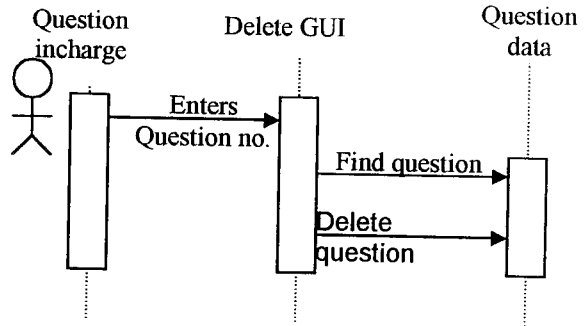 Question
incharge
Delete GUI
Question
data
Enters
Question no.
Find question
Delete
question